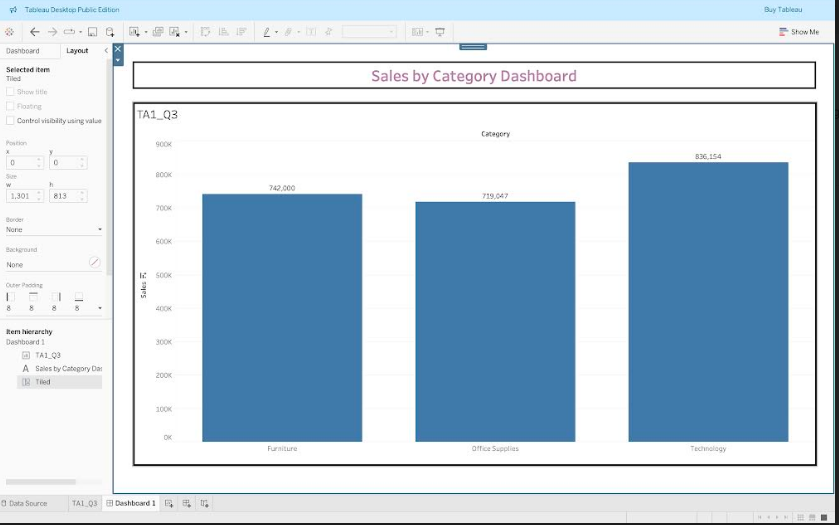 Tableau Desktop Public Edition
Buy Tableau
Show Me
Dashboard Layout
Selected item
Tiled
Show title
Floating
Control visibility using value
Position
x y
0 0
Size
w h
1,301 813
Border
None
Background
None
Outer Padding
8 8 8 8
Item hierarchy
Dashboard 1
TA1_Q3
A Sales by Category Das
Tiled
Sales by Category Dashboard
TA1_Q3
Category
900K
800K
700K
600K
500K
400K
300K
200K
100K
0K
Sales
742,000
719,047
836,154
Furniture Office Supplies Technology
Data Source TA1_Q3 Dashboard 1